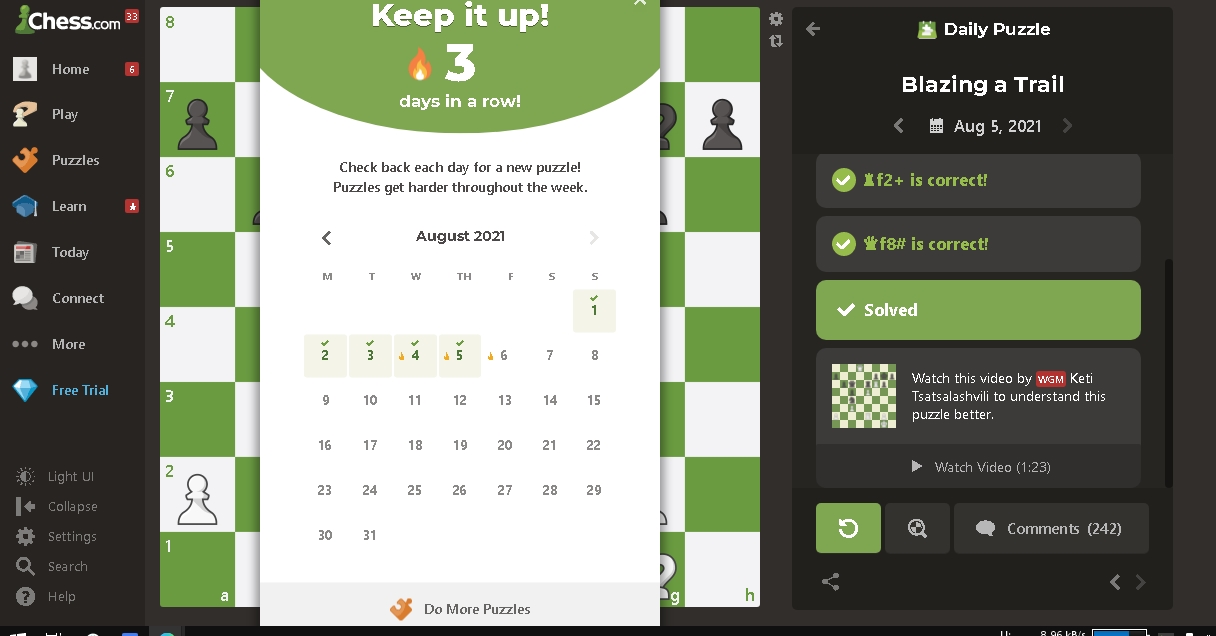 Chess.com 33
Home 6
Play
Puzzles
Learn
Today
Connect
More
Free Trial
Light UI
Collapse
Settings
Search
Help
8
7
6
5
4
3
2
1
a
g
h
Keep it up!
3
days in a row!
Check back each day for a new puzzle!
Puzzles get harder throughout the week.
August 2021
M T W TH F S S
1
2 3 4 5 6 7 8
9 10 11 12 13 14 15
16 17 18 19 20 21 22
23 24 25 26 27 28 29
30 31
Do More Puzzles
Daily Puzzle
Blazing a Trail
Aug 5, 2021
♜f2+ is correct!
♛f8# is correct!
Solved
Watch this video by WGM Keti
Tsatsalashvili to understand this
puzzle better.
Watch Video (1:23)
Comments (242)